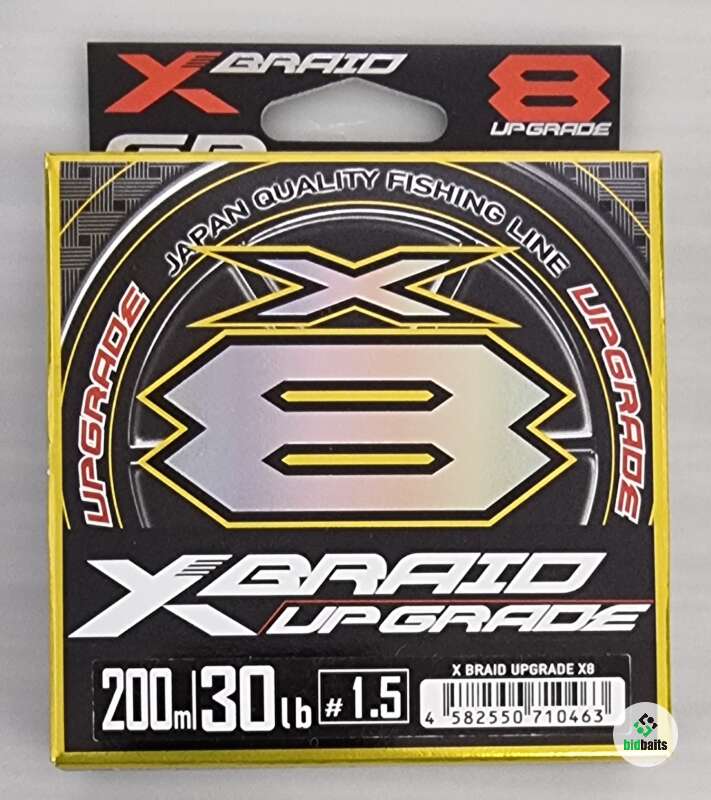 X BRAID
8
UPGRADE
JAPAN QUALITY FISHING LINE
UPGRADE
UPGRADE
X
8
X BRAID
UPGRADE
200m 30lb #1.5
X BRAID UPGRADE X8
4 582550 710463
bidbaits